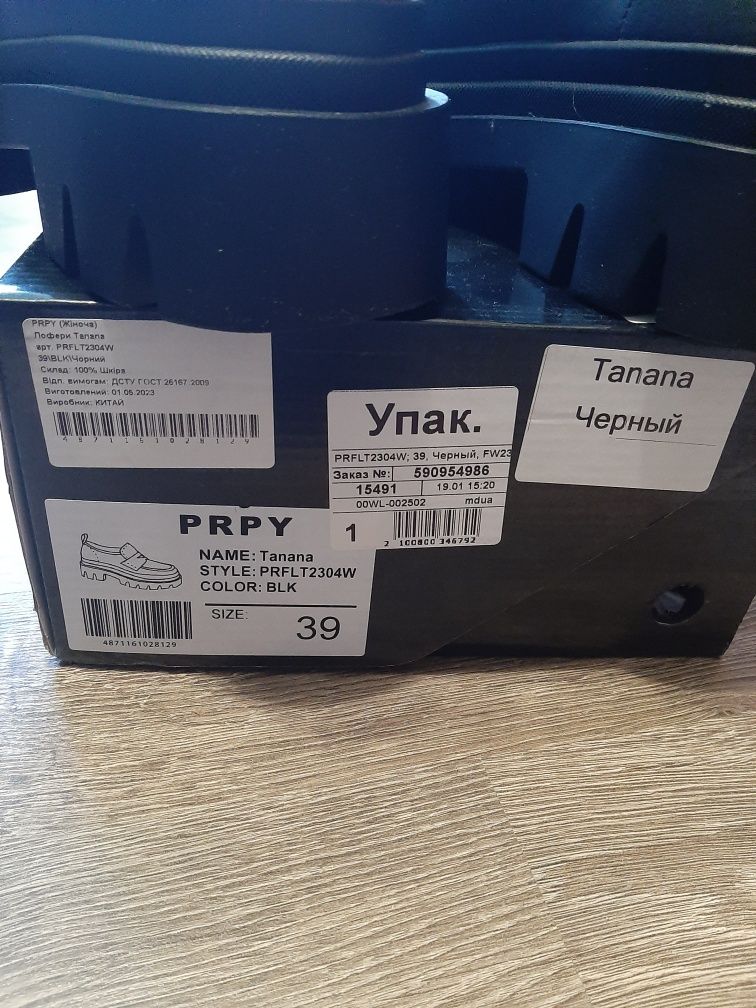 PRPY (Жіноча)
Лофери Tanana
арт. PRFLT2304W
39\BLK\Чорний
Склад: 100% Шкіра
Відп. вимогам: ДСТУ ГОСТ 26167:2009
Виготовлений: 01.05.2023
Виробник: КИТАЙ
4871161028129
Упак.
PRFLT2304W; 39, Черный, FW23
Заказ №: 590954986
15491 19.01 15:20
00WL-002502 mdua
1
2 100800 346792
Tanana
Черный
PRPY
NAME: Tanana
STYLE: PRFLT2304W
COLOR: BLK
SIZE: 39
4871161028129